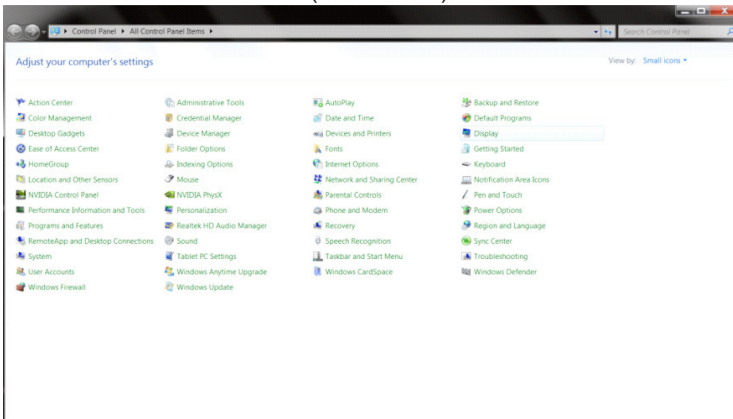 Control Panel ▸ All Control Panel Items ▸
Search Control Panel
Adjust your computer's settings
View by: Small icons
Action Center Administrative Tools AutoPlay Backup and Restore
Color Management Credential Manager Date and Time Default Programs
Desktop Gadgets Device Manager Devices and Printers Display
Ease of Access Center Folder Options Fonts Getting Started
HomeGroup Indexing Options Internet Options Keyboard
Location and Other Sensors Mouse Network and Sharing Center Notification Area Icons
NVIDIA Control Panel NVIDIA PhysX Parental Controls Pen and Touch
Performance Information and Tools Personalization Phone and Modem Power Options
Programs and Features Realtek HD Audio Manager Recovery Region and Language
RemoteApp and Desktop Connections Sound Speech Recognition Sync Center
System Tablet PC Settings Taskbar and Start Menu Troubleshooting
User Accounts Windows Anytime Upgrade Windows CardSpace Windows Defender
Windows Firewall Windows Update